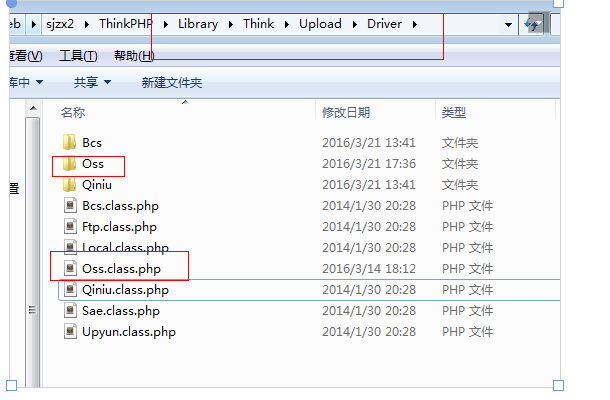 eb ▸ sjzx2 ▸ ThinkPHP ▸ Library ▸ Think ▸ Upload ▸ Driver ▸
查看(V) 工具(T) 帮助(H)
库中 共享 新建文件夹
名称 修改日期 类型
Bcs 2016/3/21 13:41 文件夹
Oss 2016/3/21 17:36 文件夹
Qiniu 2016/3/21 13:41 文件夹
置 Bcs.class.php 2014/1/30 20:28 PHP 文件
Ftp.class.php 2014/1/30 20:28 PHP 文件
Local.class.php 2014/1/30 20:28 PHP 文件
Oss.class.php 2016/3/14 18:12 PHP 文件
Qiniu.class.php 2014/1/30 20:28 PHP 文件
Sae.class.php 2014/1/30 20:28 PHP 文件
Upyun.class.php 2014/1/30 20:28 PHP 文件